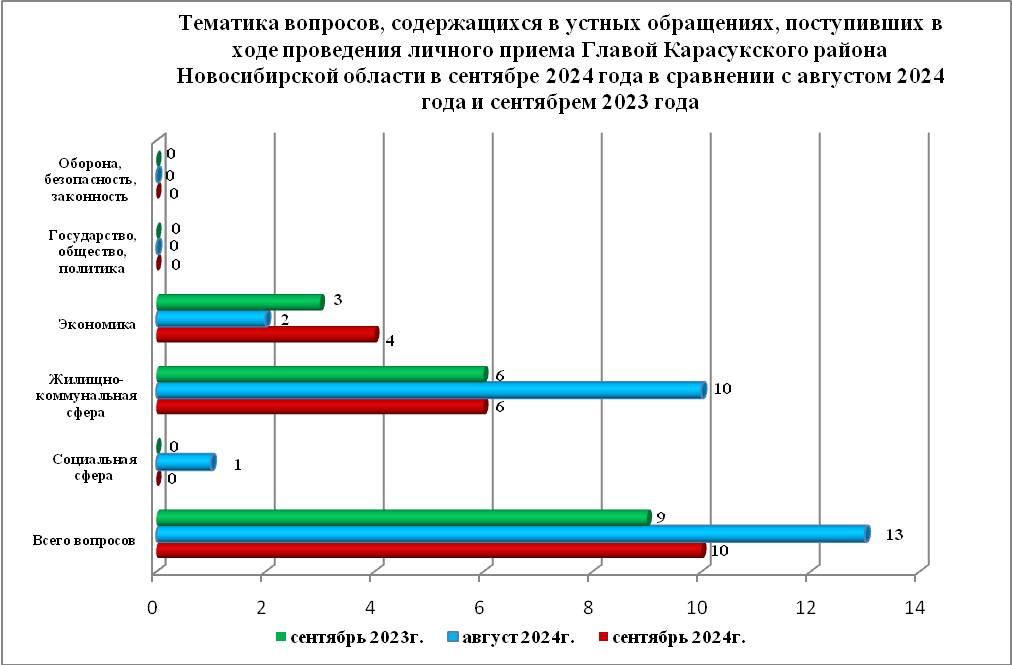 Тематика вопросов, содержащихся в устных обращениях, поступивших в
ходе проведения личного приема Главой Карасукского района
Новосибирской области в сентябре 2024 года в сравнении с августом 2024
года и сентябрем 2023 года
Оборона,
безопасность,
законность
0
0
0
Государство,
общество,
политика
0
0
0
Экономика
3
2
4
Жилищно-
коммунальная
сфера
6
10
6
Социальная
сфера
0
1
0
Всего вопросов
9
13
10
0 2 4 6 8 10 12 14
сентябрь 2023г. август 2024г. сентябрь 2024г.